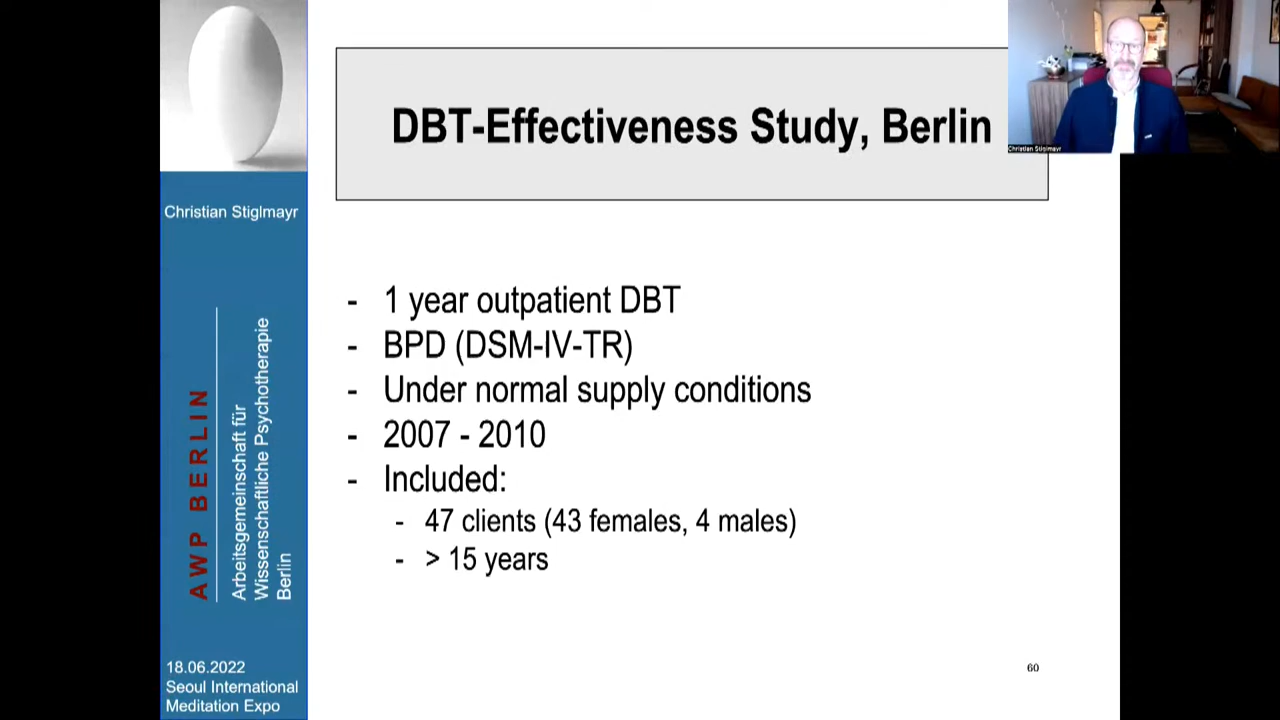 DBT-Effectiveness Study, Berlin
Christian Stiglmayr
Christian Stiglmayr
- 1 year outpatient DBT
- BPD (DSM-IV-TR)
- Under normal supply conditions
- 2007 - 2010
- Included:
- 47 clients (43 females, 4 males)
- > 15 years
AWP BERLIN
Arbeitsgemeinschaft für
Wissenschaftliche Psychotherapie
Berlin
18.06.2022
Seoul International
Meditation Expo
60